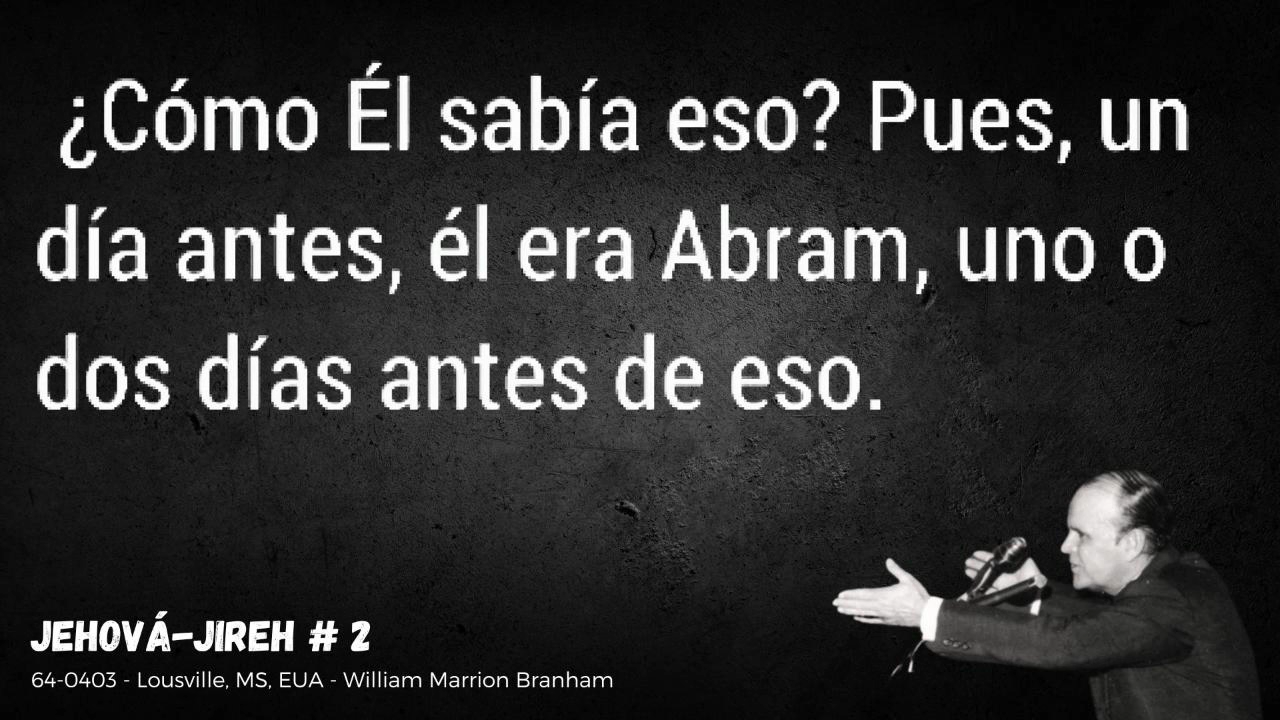 ¿Cómo Él sabía eso? Pues, un
día antes, él era Abram, uno o
dos días antes de eso.
JEHOVÁ-JIREH # 2
64-0403 - Lousville, MS, EUA - William Marrion Branham